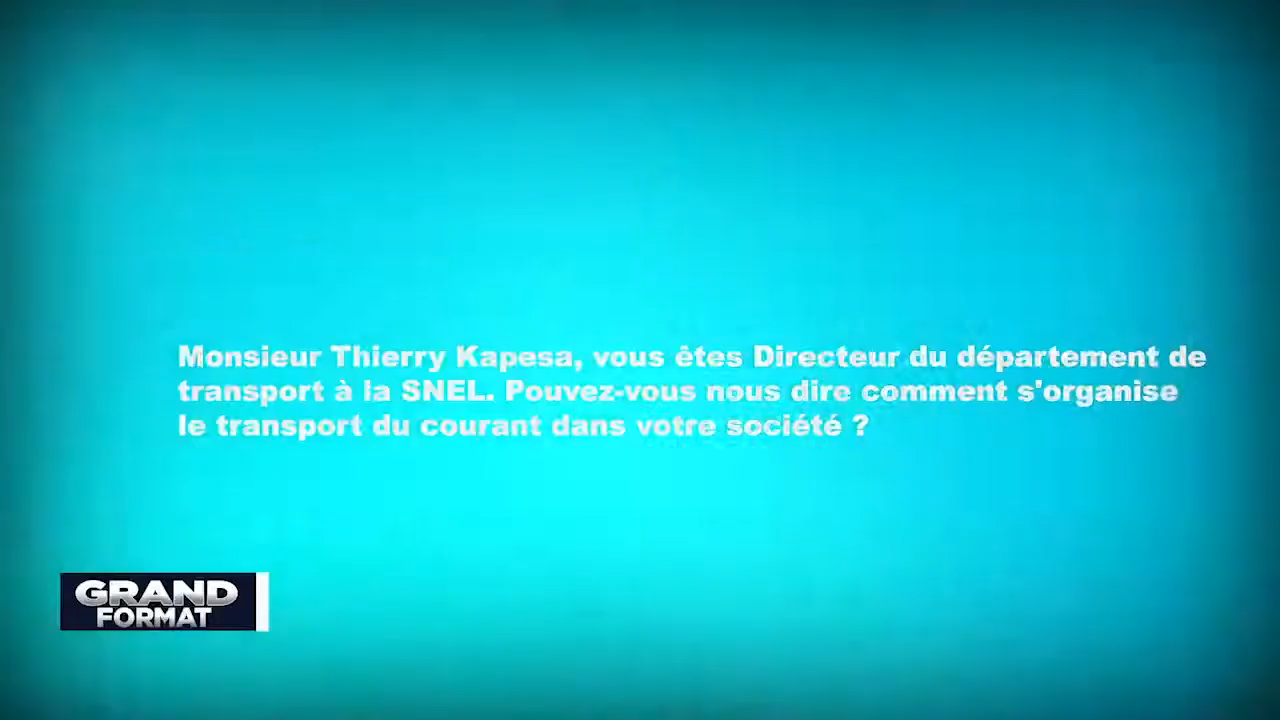 Monsieur Thierry Kapesa, vous êtes Directeur du département de
transport à la SNEL. Pouvez-vous nous dire comment s'organise
le transport du courant dans votre société ?
GRAND
FORMAT